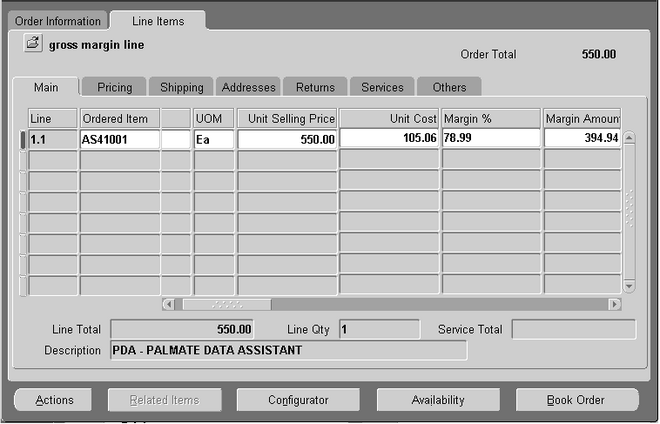 Order Information Line Items
gross margin line
Order Total 550.00
Main Pricing Shipping Addresses Returns Services Others
Line Ordered Item UOM Unit Selling Price Unit Cost Margin % Margin Amoun
1.1 AS41001 Ea 550.00 105.06 78.99 394.94
Line Total 550.00 Line Qty 1 Service Total
Description PDA - PALMATE DATA ASSISTANT
Actions Related Items Configurator Availability Book Order